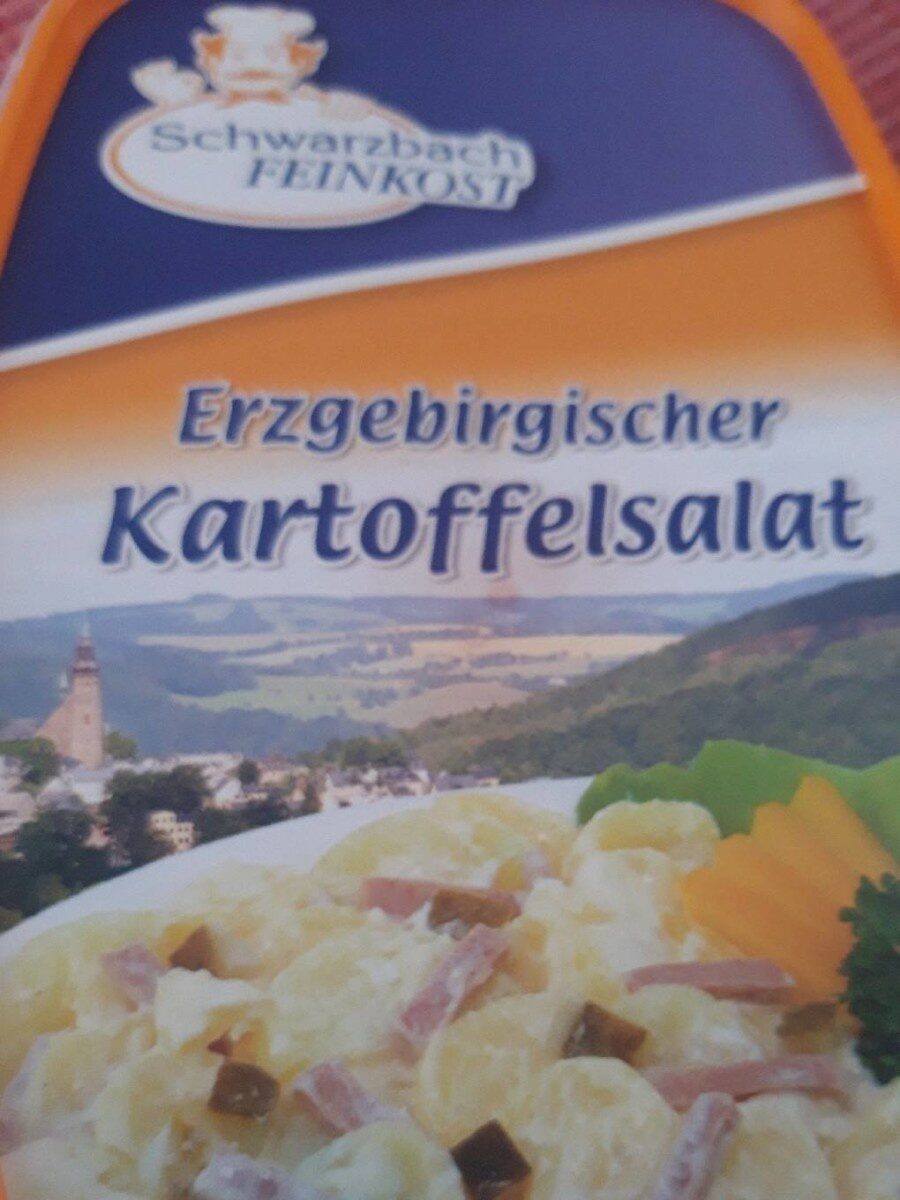 Schwarzbach
FEINKOST
Erzgebirgischer
Kartoffelsalat